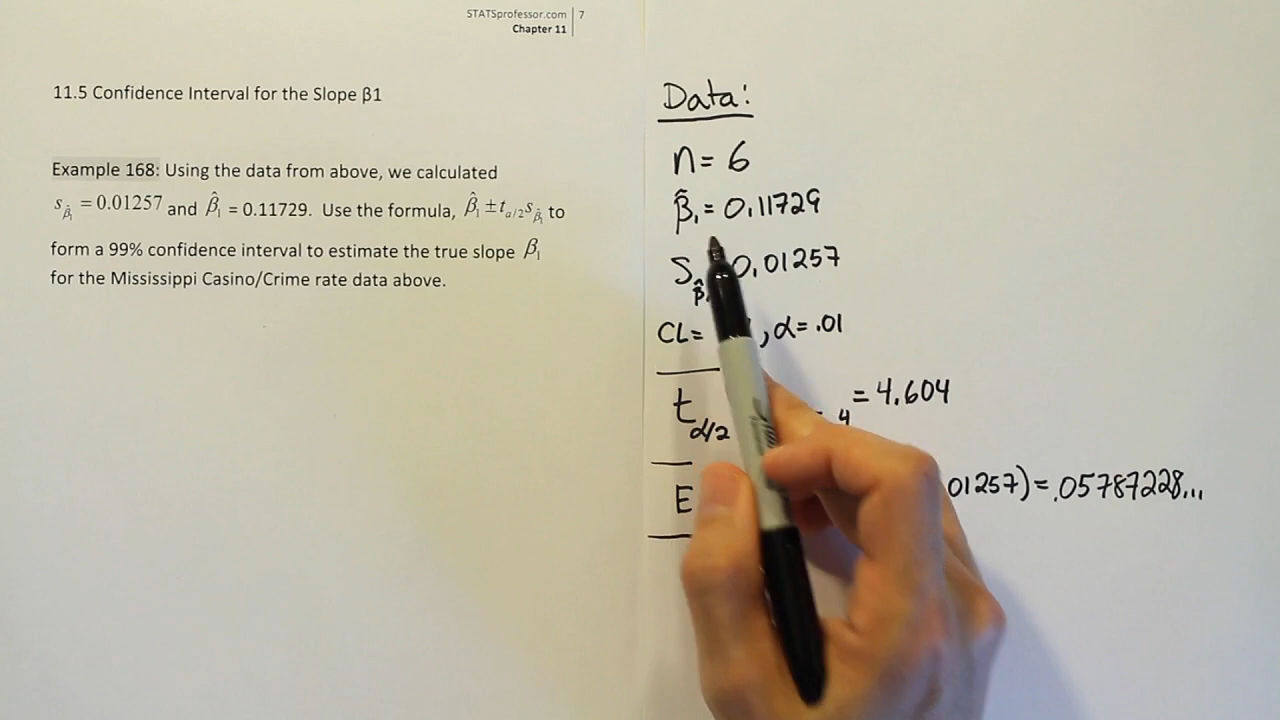 STATSprofessor.com | 7
Chapter 11
11.5 Confidence Interval for the Slope β1
Example 168: Using the data from above, we calculated
s_β̂₁ = 0.01257 and β̂₁ = 0.11729. Use the formula, β̂₁ ± t_α/2 s_β̂₁ to
form a 99% confidence interval to estimate the true slope β₁
for the Mississippi Casino/Crime rate data above.
Data:
n = 6
β̂₁ = 0.11729
S_β̂ 0.01257
CL= , α = .01
t_α/2 4 = 4.604
E 01257) = .05787228...